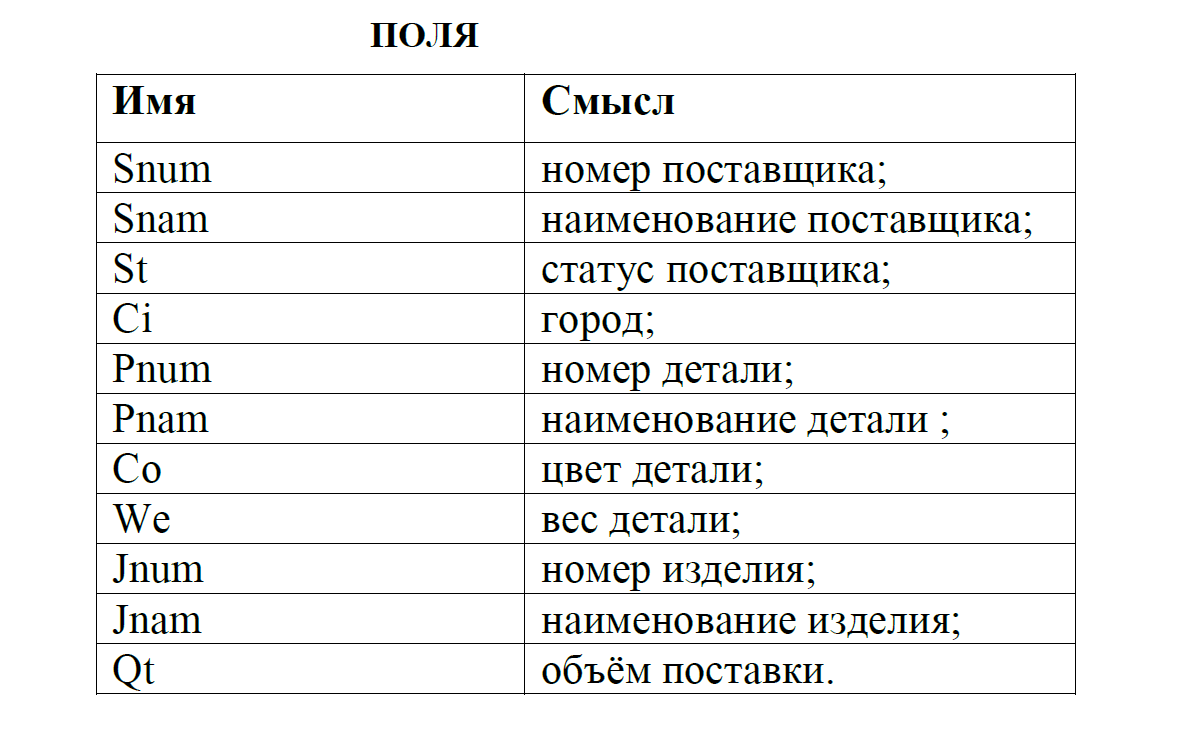 ПОЛЯ
Имя Смысл
Snum номер поставщика;
Snam наименование поставщика;
St статус поставщика;
Ci город;
Pnum номер детали;
Pnam наименование детали ;
Co цвет детали;
We вес детали;
Jnum номер изделия;
Jnam наименование изделия;
Qt объём поставки.